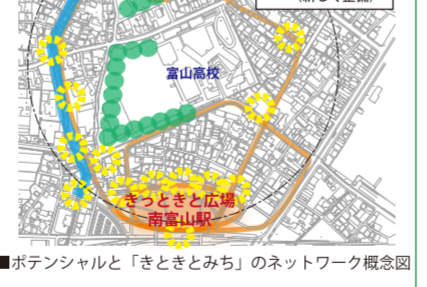 富山高校
きっときと広場
南富山駅
■ポテンシャルと「きときとみち」のネットワーク概念図